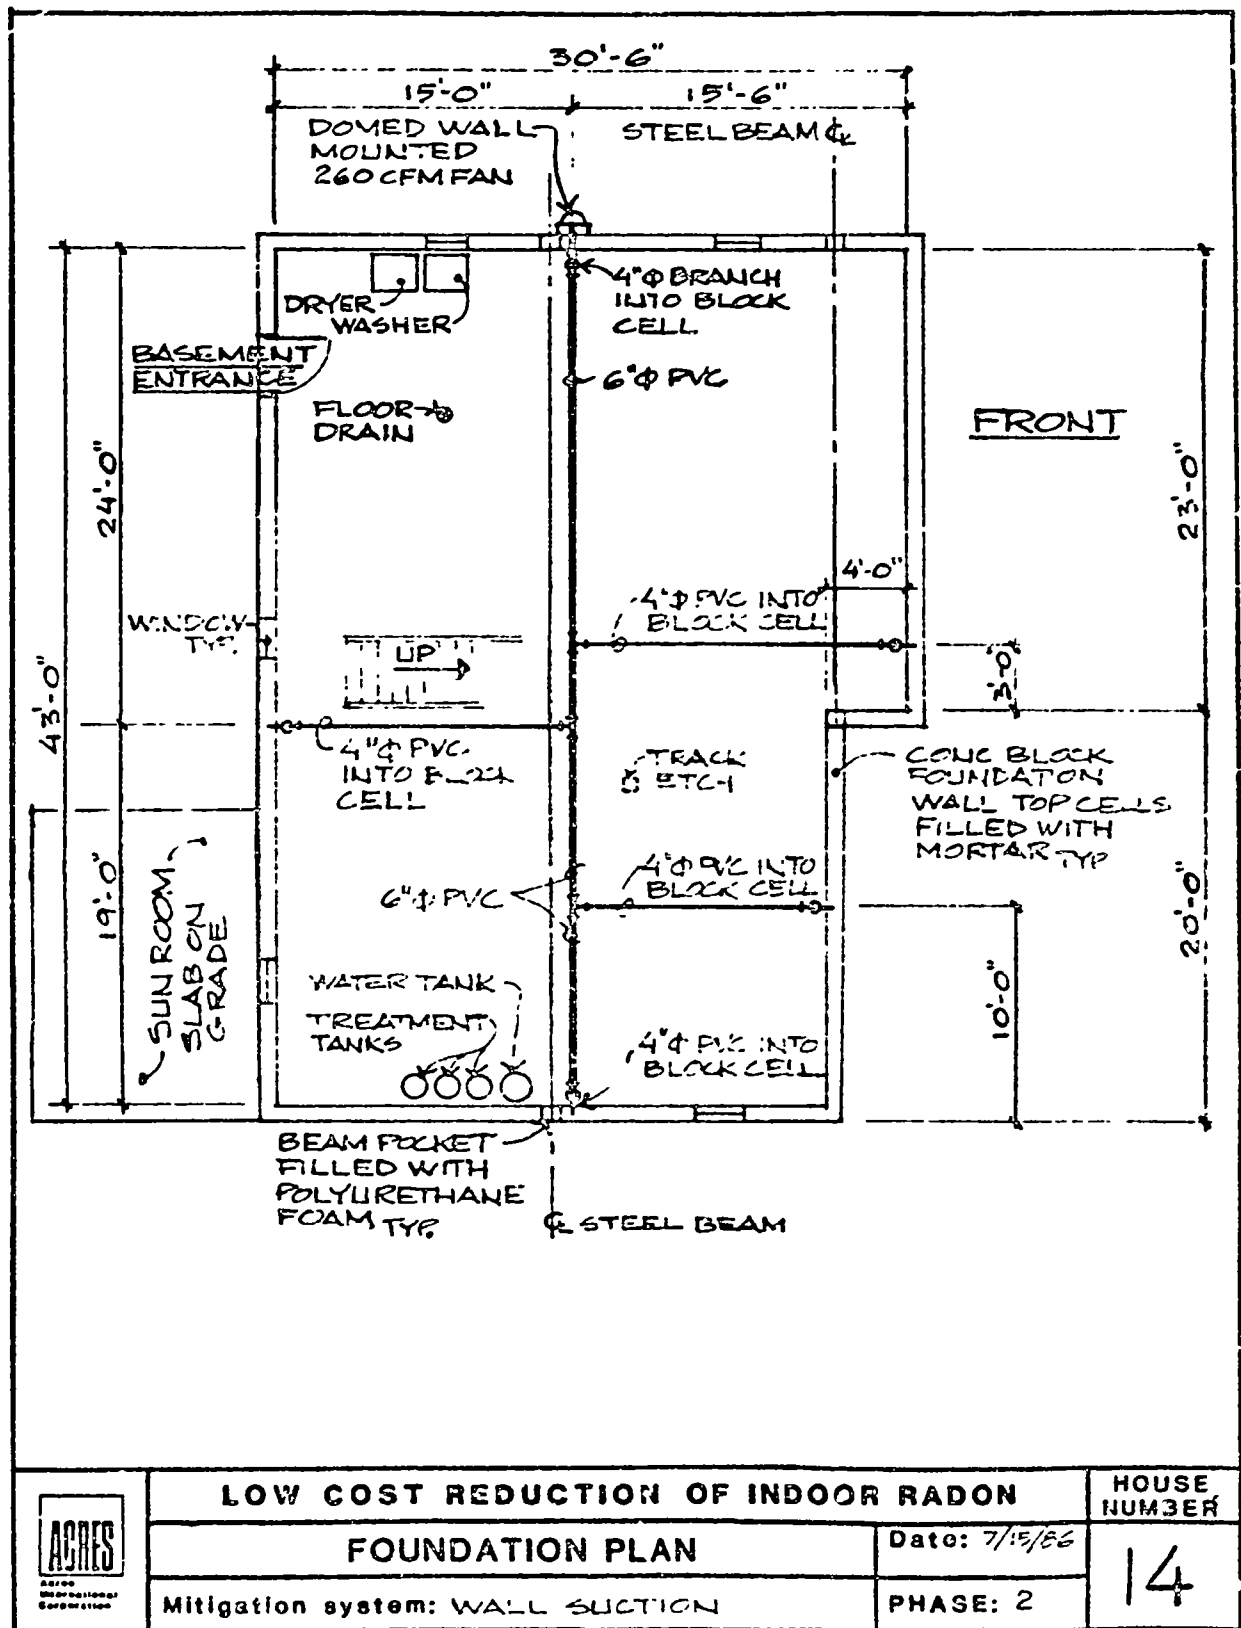 30'-6"
15'-0"
15'-6"
DOMED WALL
MOUNTED
260 CFM FAN
STEEL BEAM ℄
4"Φ BRANCH
INTO BLOCK
CELL
DRYER
WASHER
BASEMENT
ENTRANCE
6"Φ PVC
FLOOR
DRAIN
FRONT
24'-0"
23'-0"
4'-0"
4"Φ PVC INTO
BLOCK CELL
WINDOW
TYP.
UP
43'-0"
3'-0"
4"Φ PVC
INTO BLOCK
CELL
TRACK
ETCH
CONC BLOCK
FOUNDATION
WALL TOP CELLS
FILLED WITH
MORTAR TYP
19'-0"
SUNROOM
SLAB ON
GRADE
6"Φ PVC
4"Φ PVC INTO
BLOCK CELL
20'-0"
10'-0"
WATER TANK
TREATMENT
TANKS
4"Φ PVC INTO
BLOCK CELL
BEAM POCKET
FILLED WITH
POLYURETHANE
FOAM TYP.
℄ STEEL BEAM
ACRES
Acres
International
Corporation
LOW COST REDUCTION OF INDOOR RADON
HOUSE
NUMBER
FOUNDATION PLAN
Date: 7/15/86
14
Mitigation system: WALL SUCTION
PHASE: 2